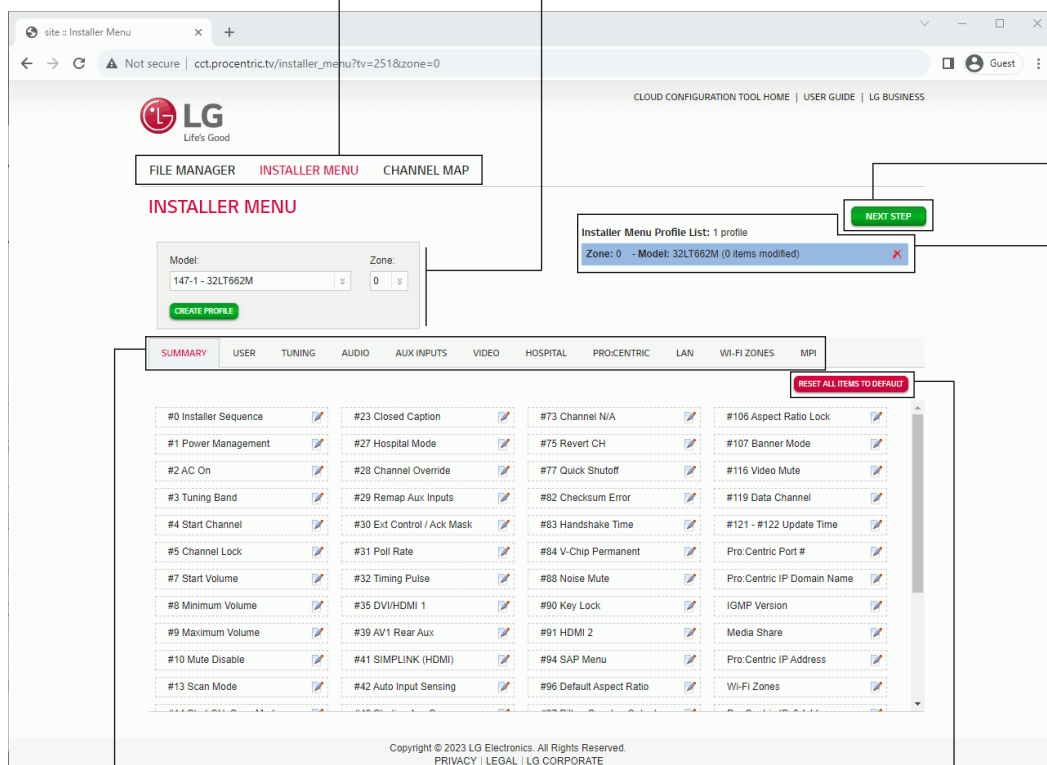 site :: Installer Menu
Not secure | cct.procentric.tv/installer_menu?tv=251&zone=0
Guest
CLOUD CONFIGURATION TOOL HOME | USER GUIDE | LG BUSINESS
LG
Life's Good
FILE MANAGER INSTALLER MENU CHANNEL MAP
INSTALLER MENU
NEXT STEP
Installer Menu Profile List: 1 profile
Zone: 0 - Model: 32LT662M (0 items modified)
Model: Zone:
147-1 - 32LT662M 0
CREATE PROFILE
SUMMARY USER TUNING AUDIO AUX INPUTS VIDEO HOSPITAL PRO:CENTRIC LAN WI-FI ZONES MPI
RESET ALL ITEMS TO DEFAULT
#0 Installer Sequence #23 Closed Caption #73 Channel N/A #106 Aspect Ratio Lock
#1 Power Management #27 Hospital Mode #75 Revert CH #107 Banner Mode
#2 AC On #28 Channel Override #77 Quick Shutoff #116 Video Mute
#3 Tuning Band #29 Remap Aux Inputs #82 Checksum Error #119 Data Channel
#4 Start Channel #30 Ext Control / Ack Mask #83 Handshake Time #121 - #122 Update Time
#5 Channel Lock #31 Poll Rate #84 V-Chip Permanent Pro:Centric Port #
#7 Start Volume #32 Timing Pulse #88 Noise Mute Pro:Centric IP Domain Name
#8 Minimum Volume #35 DVI/HDMI 1 #90 Key Lock IGMP Version
#9 Maximum Volume #39 AV1 Rear Aux #91 HDMI 2 Media Share
#10 Mute Disable #41 SIMPLINK (HDMI) #94 SAP Menu Pro:Centric IP Address
#13 Scan Mode #42 Auto Input Sensing #96 Default Aspect Ratio Wi-Fi Zones
Copyright © 2023 LG Electronics. All Rights Reserved.
PRIVACY | LEGAL | LG CORPORATE